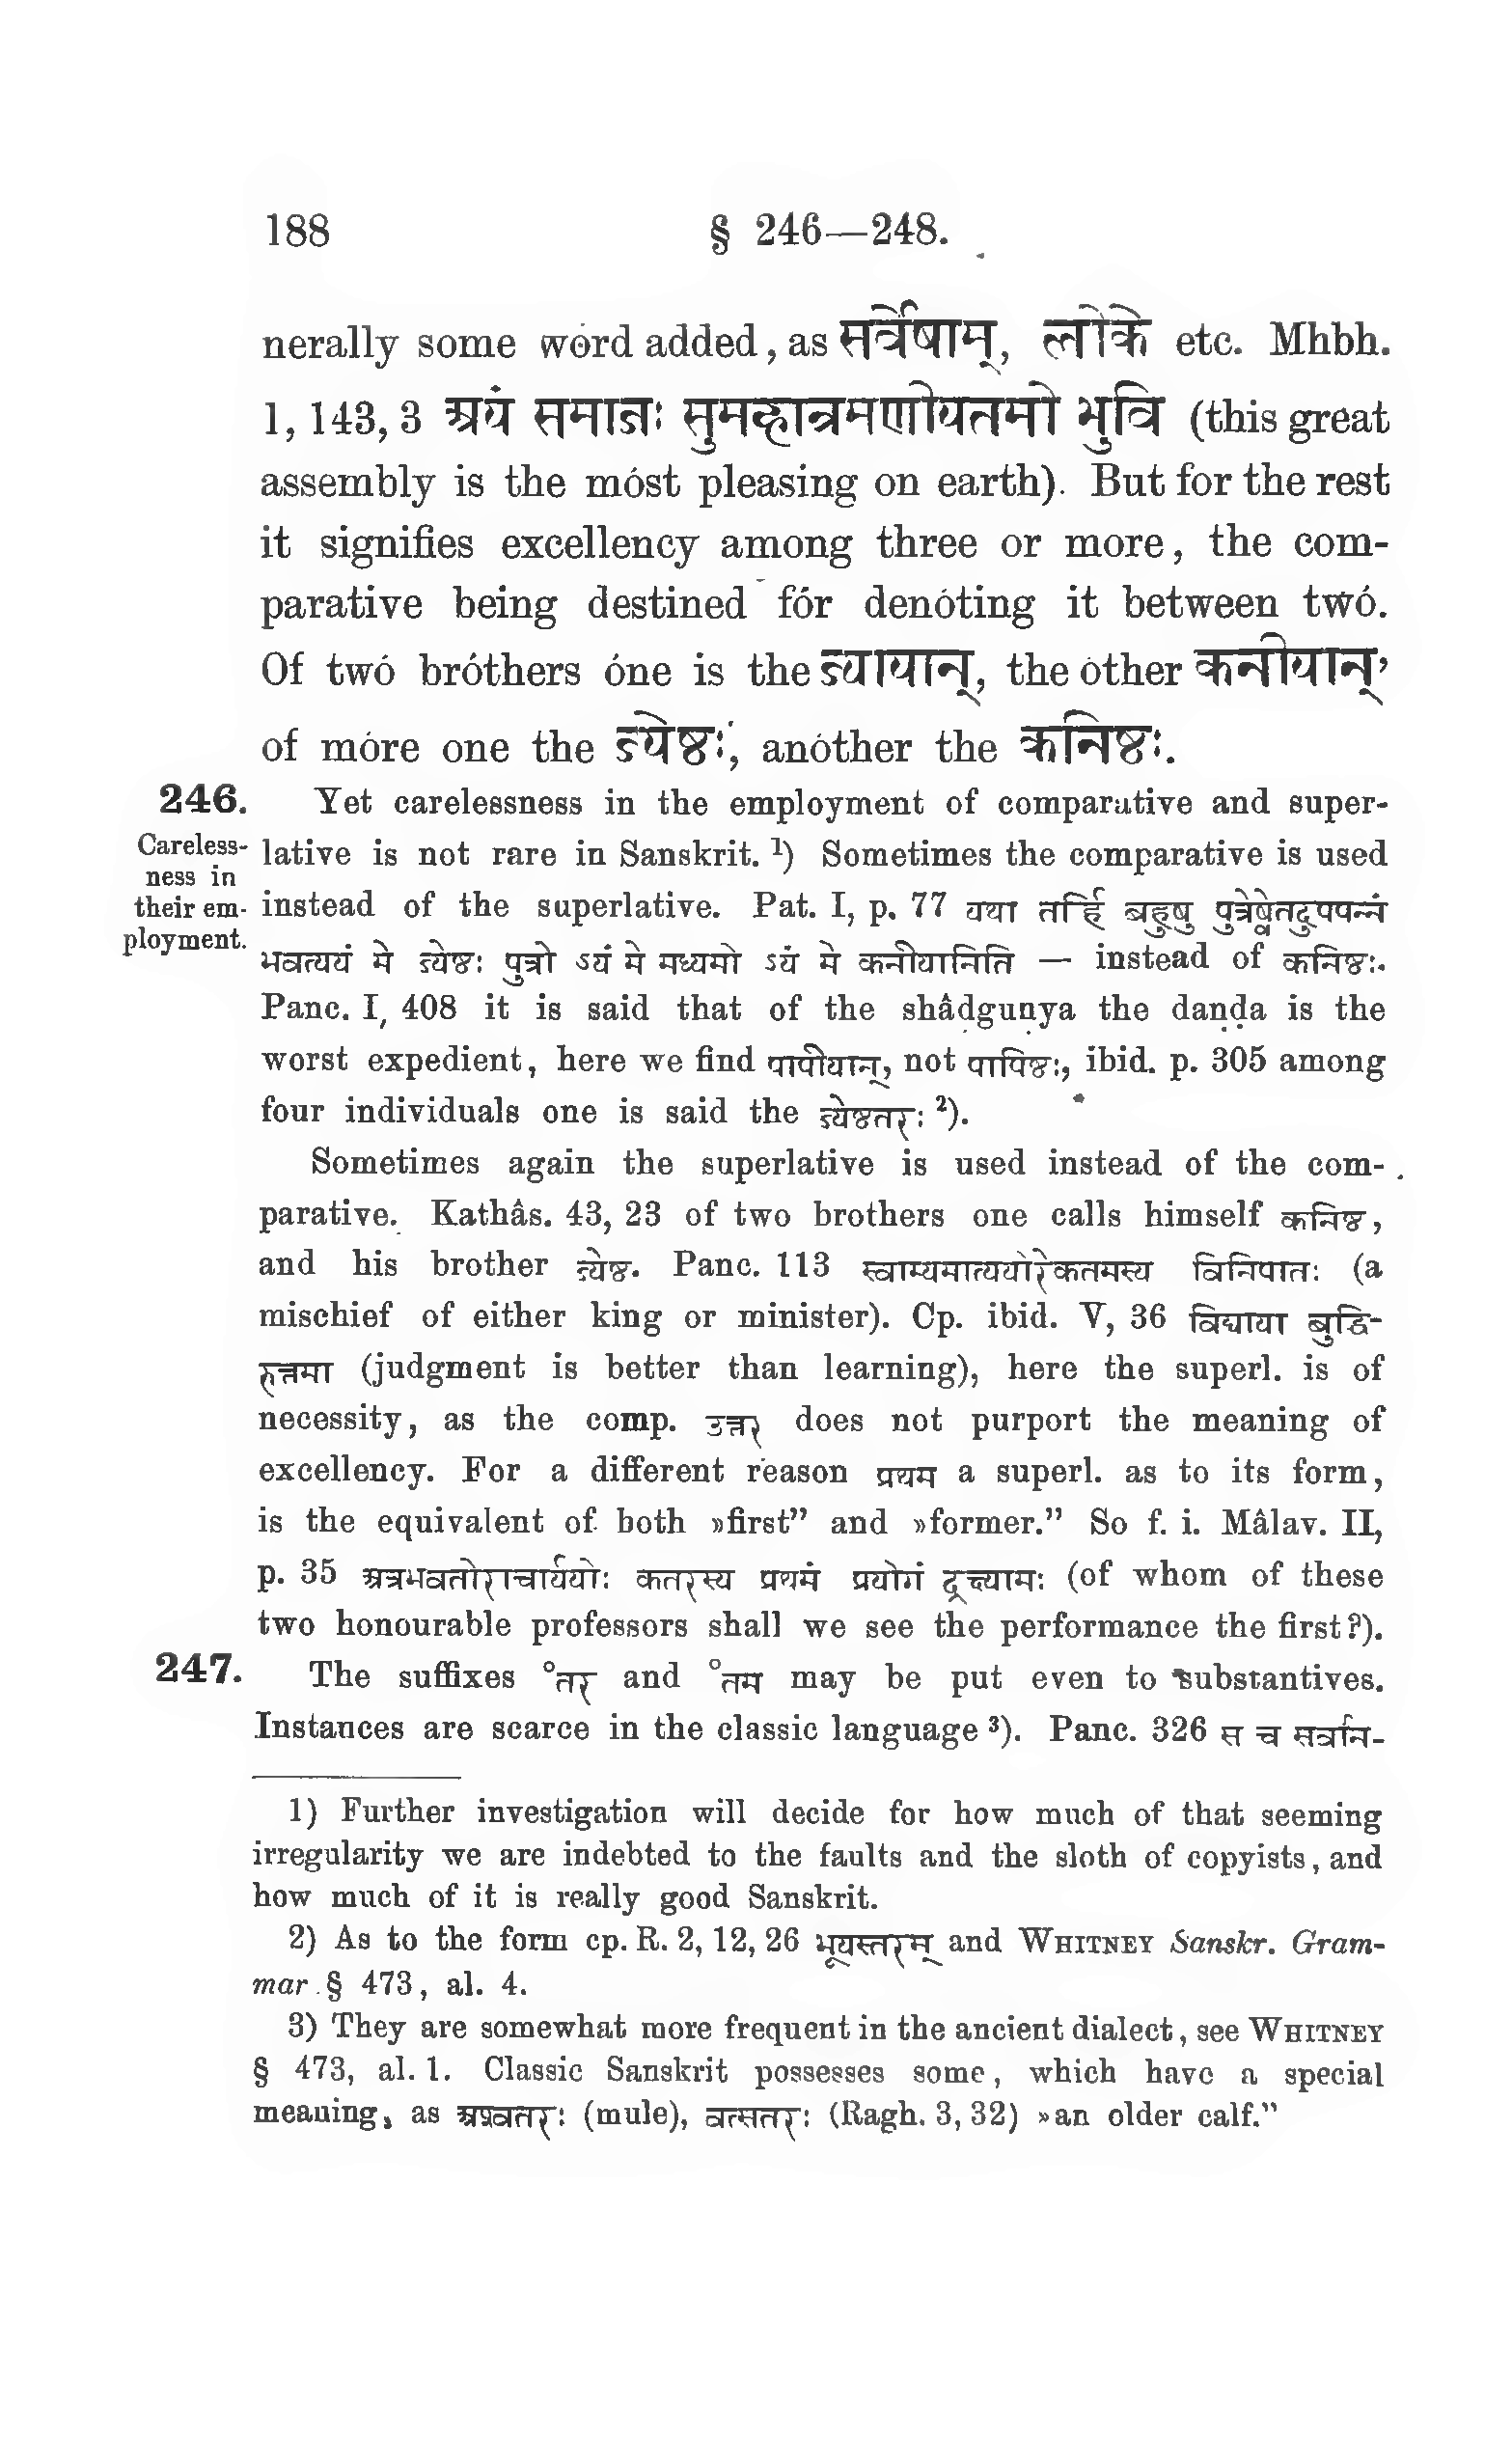 188 § 246—248.
nerally some word added, as सर्वेषाम्, लोके etc. Mhbh.
1, 143, 3 अयं समाजः सुमहात्रमणीयतमो भुवि (this great
assembly is the most pleasing on earth). But for the rest
it signifies excellency among three or more, the com-
parative being destined for denoting it between two.
Of two brothers one is the ज्यायान्, the other कनीयान्,
of more one the ज्येष्ठः, another the कनिष्ठः.
246. Yet carelessness in the employment of comparative and super-
Careless-
ness in
their em-
ployment.
lative is not rare in Sanskrit. ¹) Sometimes the comparative is used
instead of the superlative. Pat. I, p. 77 यथा तर्हि बहुषु पुत्रेष्वेतदुपपन्नं
भवत्ययं मे ज्येष्ठः पुत्रो ऽयं मे मध्यमो ऽयं मे कनीयानिति — instead of कनिष्ठः.
Panc. I, 408 it is said that of the shâḍguṇya the daṇḍa is the
worst expedient, here we find पापीयान्, not पापिष्ठः, ibid. p. 305 among
four individuals one is said the ज्येष्ठतरः ²).
Sometimes again the superlative is used instead of the com-
parative. Kathâs. 43, 23 of two brothers one calls himself कनिष्ठ,
and his brother ज्येष्ठ. Panc. 113 स्वाम्यमात्ययोरेकतमस्य विनिपातः (a
mischief of either king or minister). Cp. ibid. V, 36 विद्याया बुद्धि-
रुत्तमा (judgment is better than learning), here the superl. is of
necessity, as the comp. उत्तर does not purport the meaning of
excellency. For a different reason प्रथम a superl. as to its form,
is the equivalent of both »first” and »former.” So f. i. Mâlav. II,
p. 35 अत्रभवतोराचार्ययोः कतरस्य प्रथमं प्रयोगं द्रक्ष्यामः (of whom of these
two honourable professors shall we see the performance the first?).
247. The suffixes °तर and °तम may be put even to substantives.
Instances are scarce in the classic language ³). Panc. 326 स च सर्वानि-
1) Further investigation will decide for how much of that seeming
irregularity we are indebted to the faults and the sloth of copyists, and
how much of it is really good Sanskrit.
2) As to the form cp. R. 2, 12, 26 भूयस्तरम् and WHITNEY Sanskr. Gram-
mar § 473, al. 4.
3) They are somewhat more frequent in the ancient dialect, see WHITNEY
§ 473, al. 1. Classic Sanskrit possesses some, which have a special
meaning, as अश्वतरः (mule), वत्सतरः (Ragh. 3, 32) »an older calf.”